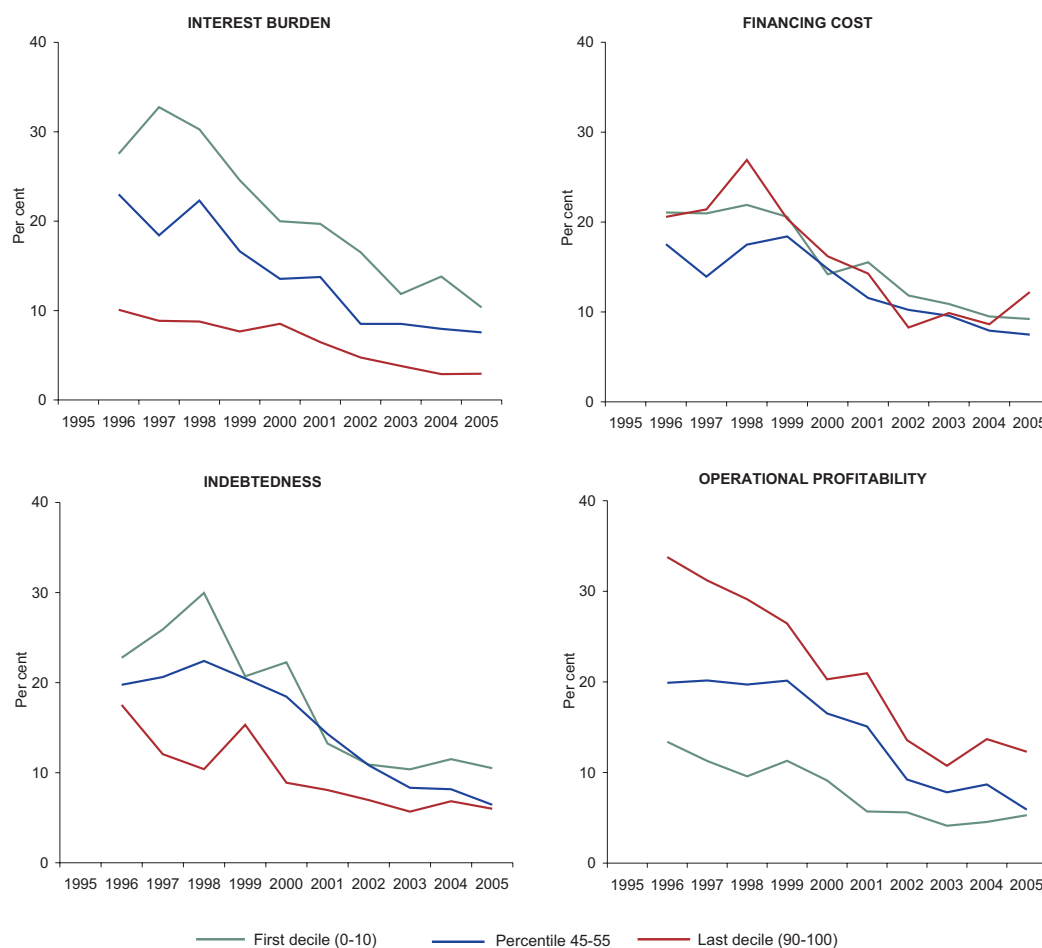 INTEREST BURDEN
40
30
20
10
0
Per cent
1995 1996 1997 1998 1999 2000 2001 2002 2003 2004 2005
FINANCING COST
40
30
20
10
0
Per cent
1995 1996 1997 1998 1999 2000 2001 2002 2003 2004 2005
INDEBTEDNESS
40
30
20
10
0
Per cent
1995 1996 1997 1998 1999 2000 2001 2002 2003 2004 2005
OPERATIONAL PROFITABILITY
40
30
20
10
0
Per cent
1995 1996 1997 1998 1999 2000 2001 2002 2003 2004 2005
First decile (0-10) Percentile 45-55 Last decile (90-100)